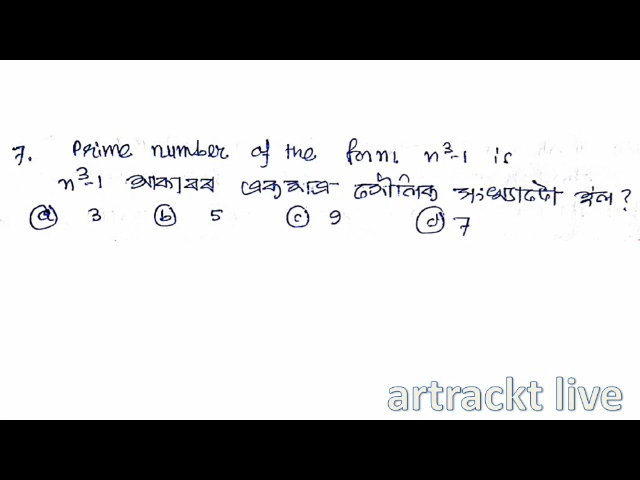 7. Prime number of the form n³-1 is
n³-1 আকাৰৰ একমাত্ৰ মৌলিক সংখ্যাটো হ'ল?
ⓐ 3 ⓑ 5 ⓒ 9 ⓓ 7
artrackt live